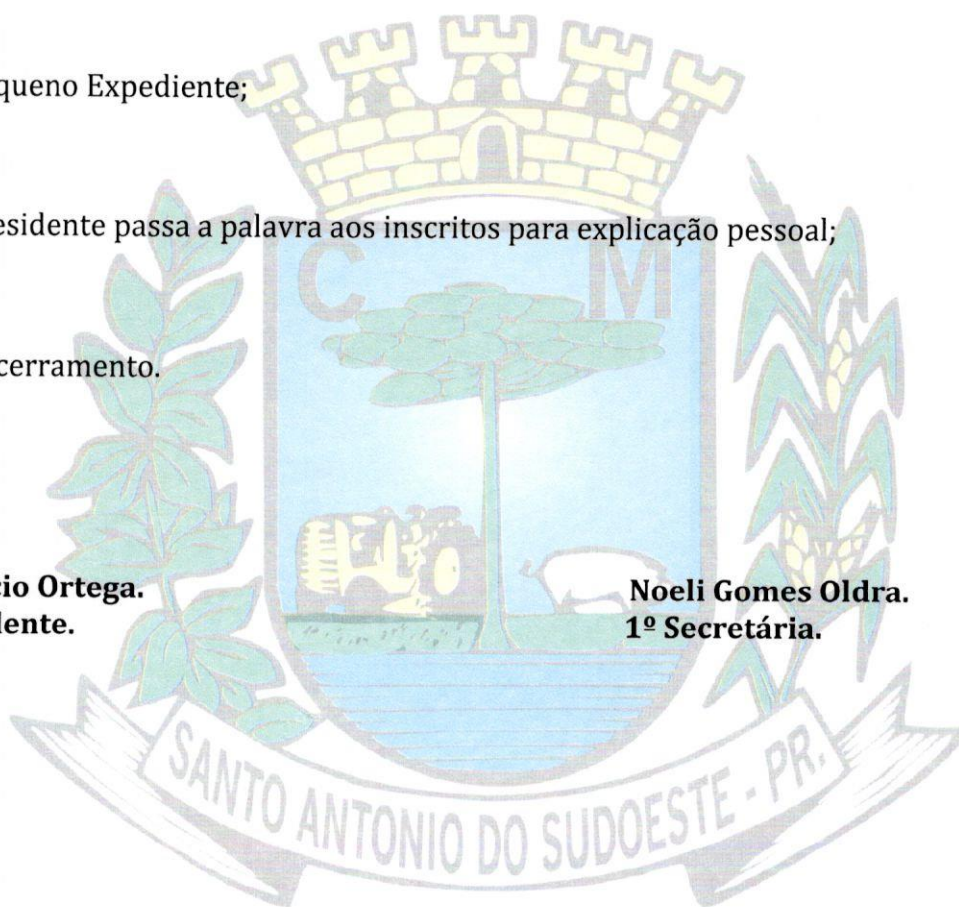 queno Expediente;
esidente passa a palavra aos inscritos para explicação pessoal;
cerramento.
cio Ortega.
Noeli Gomes Oldra.
dente.
1º Secretária.
C M
SANTO ANTONIO DO SUDOESTE - PR.